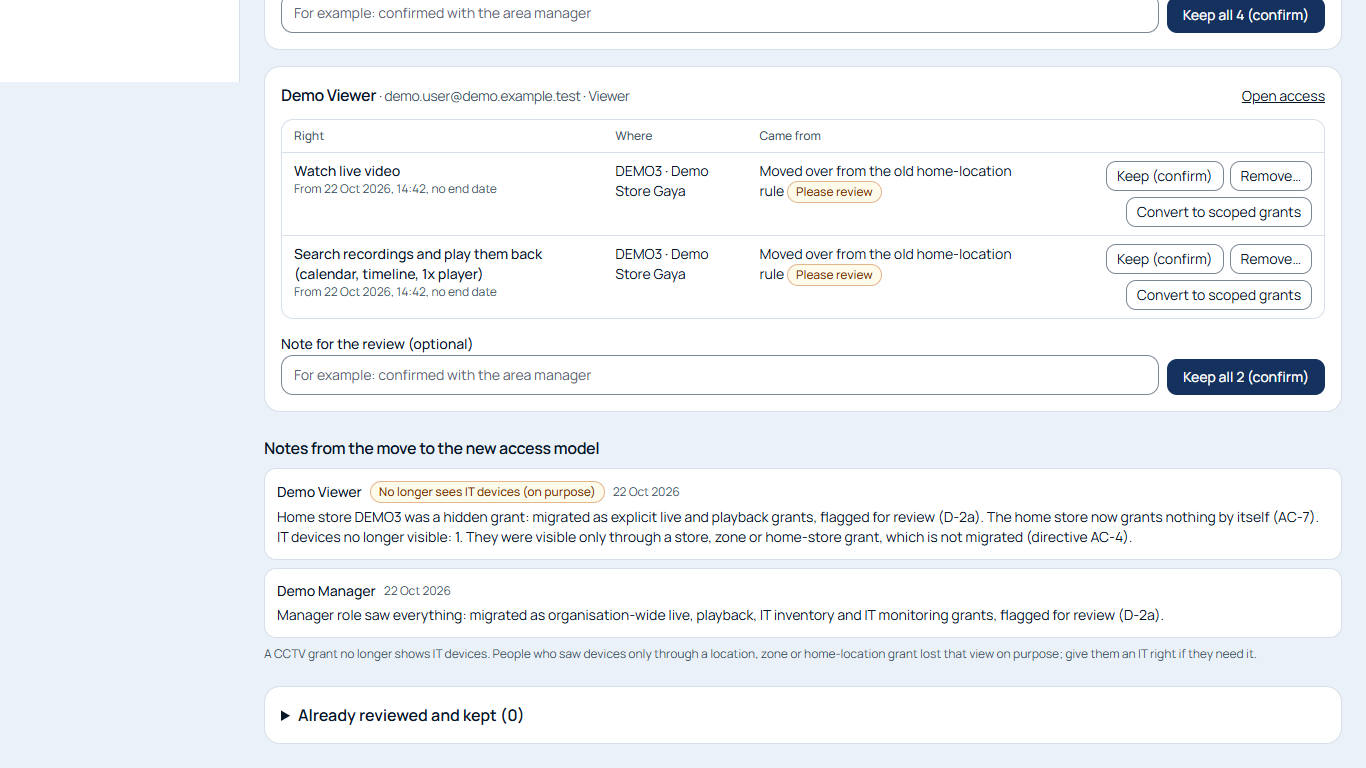 For example: confirmed with the area manager
Keep all 4 (confirm)
Demo Viewer · demo.user@demo.example.test · Viewer
Open access
Right
Where
Came from
Watch live video
From 22 Oct 2026, 14:42, no end date
DEMO3 · Demo
Store Gaya
Moved over from the old home-location
rule Please review
Keep (confirm)
Remove...
Convert to scoped grants
Search recordings and play them back
(calendar, timeline, 1x player)
From 22 Oct 2026, 14:42, no end date
DEMO3 · Demo
Store Gaya
Moved over from the old home-location
rule Please review
Keep (confirm)
Remove...
Convert to scoped grants
Note for the review (optional)
For example: confirmed with the area manager
Keep all 2 (confirm)
Notes from the move to the new access model
Demo Viewer No longer sees IT devices (on purpose) 22 Oct 2026
Home store DEMO3 was a hidden grant: migrated as explicit live and playback grants, flagged for review (D-2a). The home store now grants nothing by itself (AC-7).
IT devices no longer visible: 1. They were visible only through a store, zone or home-store grant, which is not migrated (directive AC-4).
Demo Manager 22 Oct 2026
Manager role saw everything: migrated as organisation-wide live, playback, IT inventory and IT monitoring grants, flagged for review (D-2a).
A CCTV grant no longer shows IT devices. People who saw devices only through a location, zone or home-location grant lost that view on purpose; give them an IT right if they need it.
Already reviewed and kept (0)